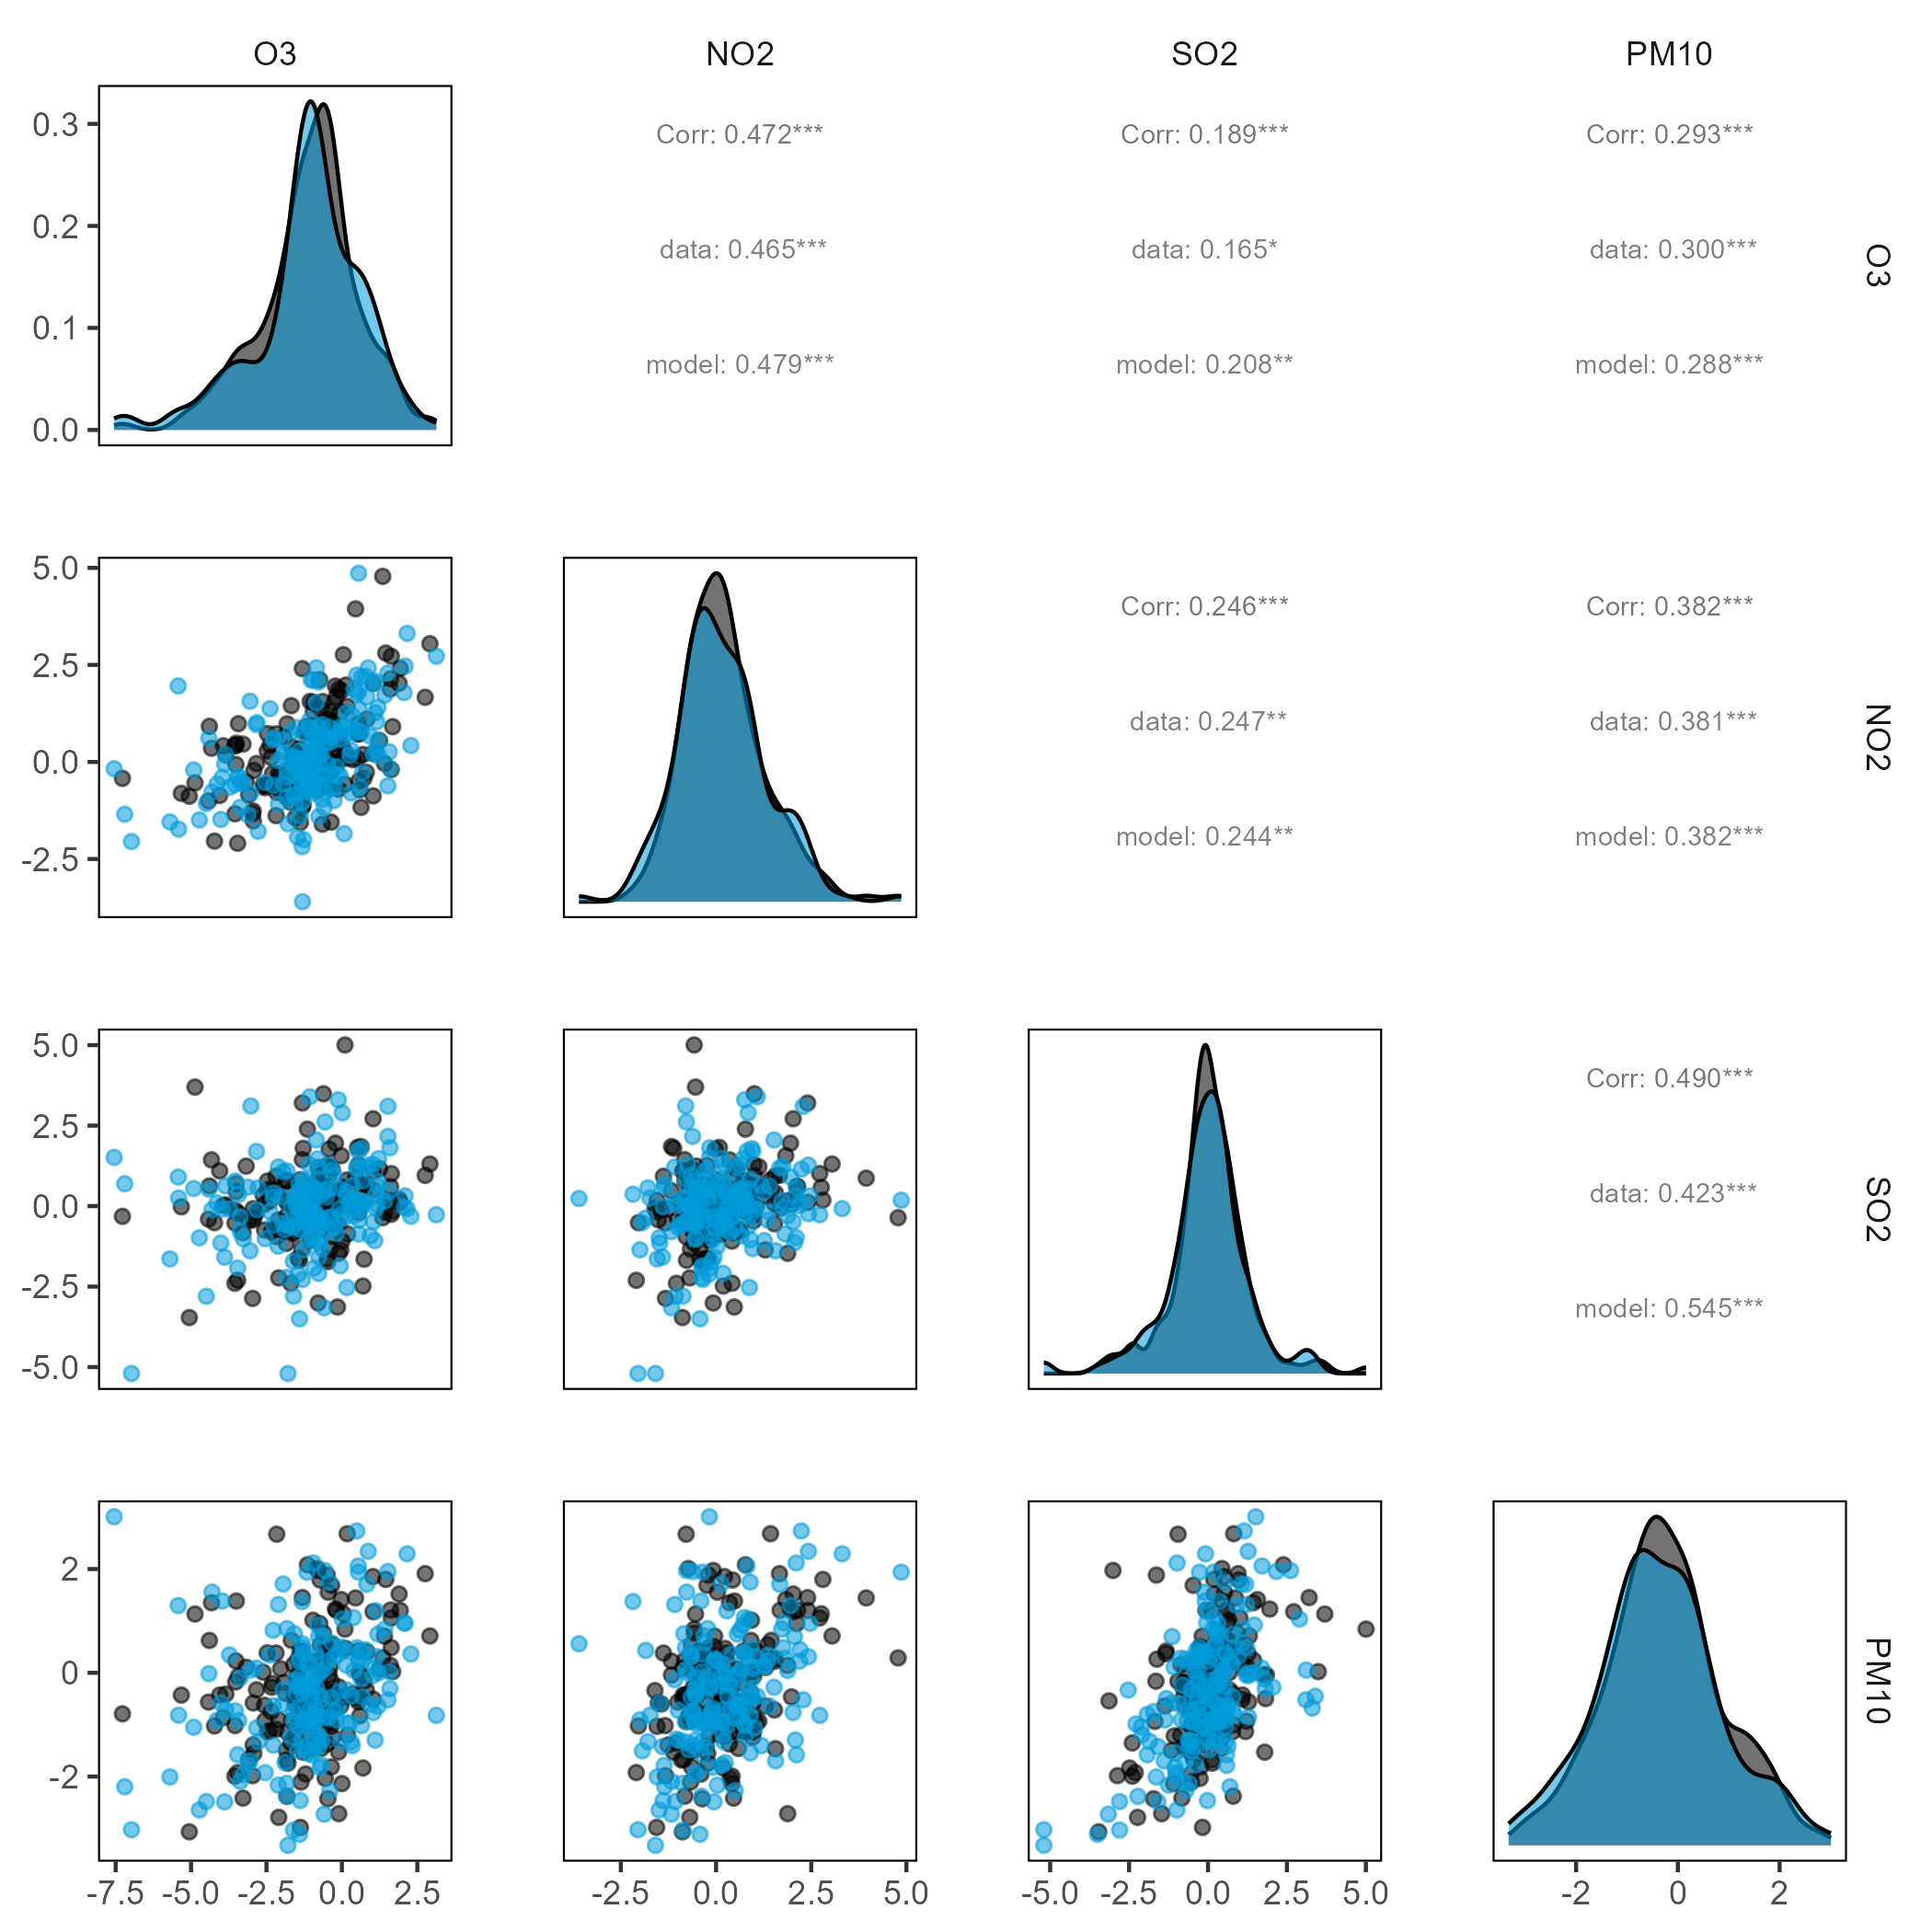 O3 NO2 SO2 PM10
0.3
0.2
0.1
0.0
Corr: 0.472***
data: 0.465***
model: 0.479***
Corr: 0.189***
data: 0.165*
model: 0.208**
Corr: 0.293***
data: 0.300***
model: 0.288***
O3
5.0
2.5
0.0
-2.5
Corr: 0.246***
data: 0.247**
model: 0.244**
Corr: 0.382***
data: 0.381***
model: 0.382***
NO2
5.0
2.5
0.0
-2.5
-5.0
Corr: 0.490***
data: 0.423***
model: 0.545***
SO2
2
0
-2
PM10
-7.5 -5.0 -2.5 0.0 2.5
-2.5 0.0 2.5 5.0
-5.0 -2.5 0.0 2.5 5.0
-2 0 2